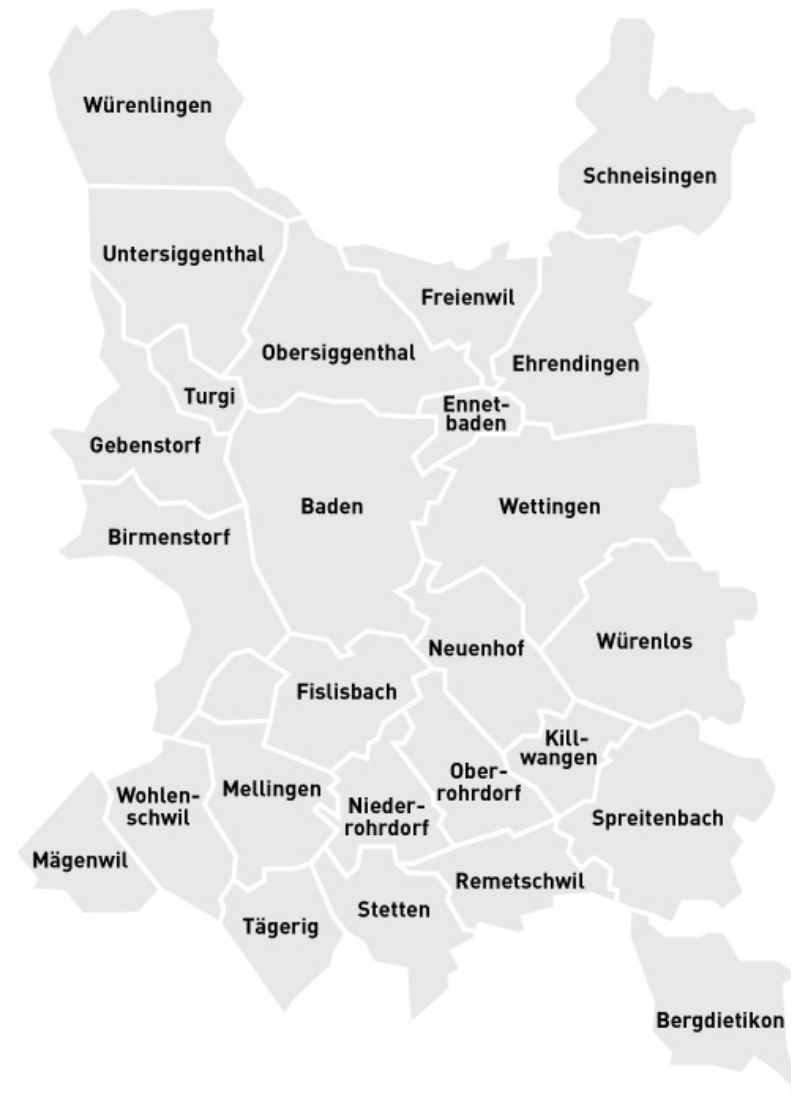 Würenlingen
Schneisingen
Untersiggenthal
Freienwil
Obersiggenthal
Ehrendingen
Turgi
Ennet-
baden
Gebenstorf
Baden
Wettingen
Birmenstorf
Neuenhof
Würenlos
Fislisbach
Kill-
wangen
Ober-
rohrdorf
Mellingen
Wohlen-
schwil
Nieder-
rohrdorf
Spreitenbach
Mägenwil
Remetschwil
Stetten
Tägerig
Bergdietikon